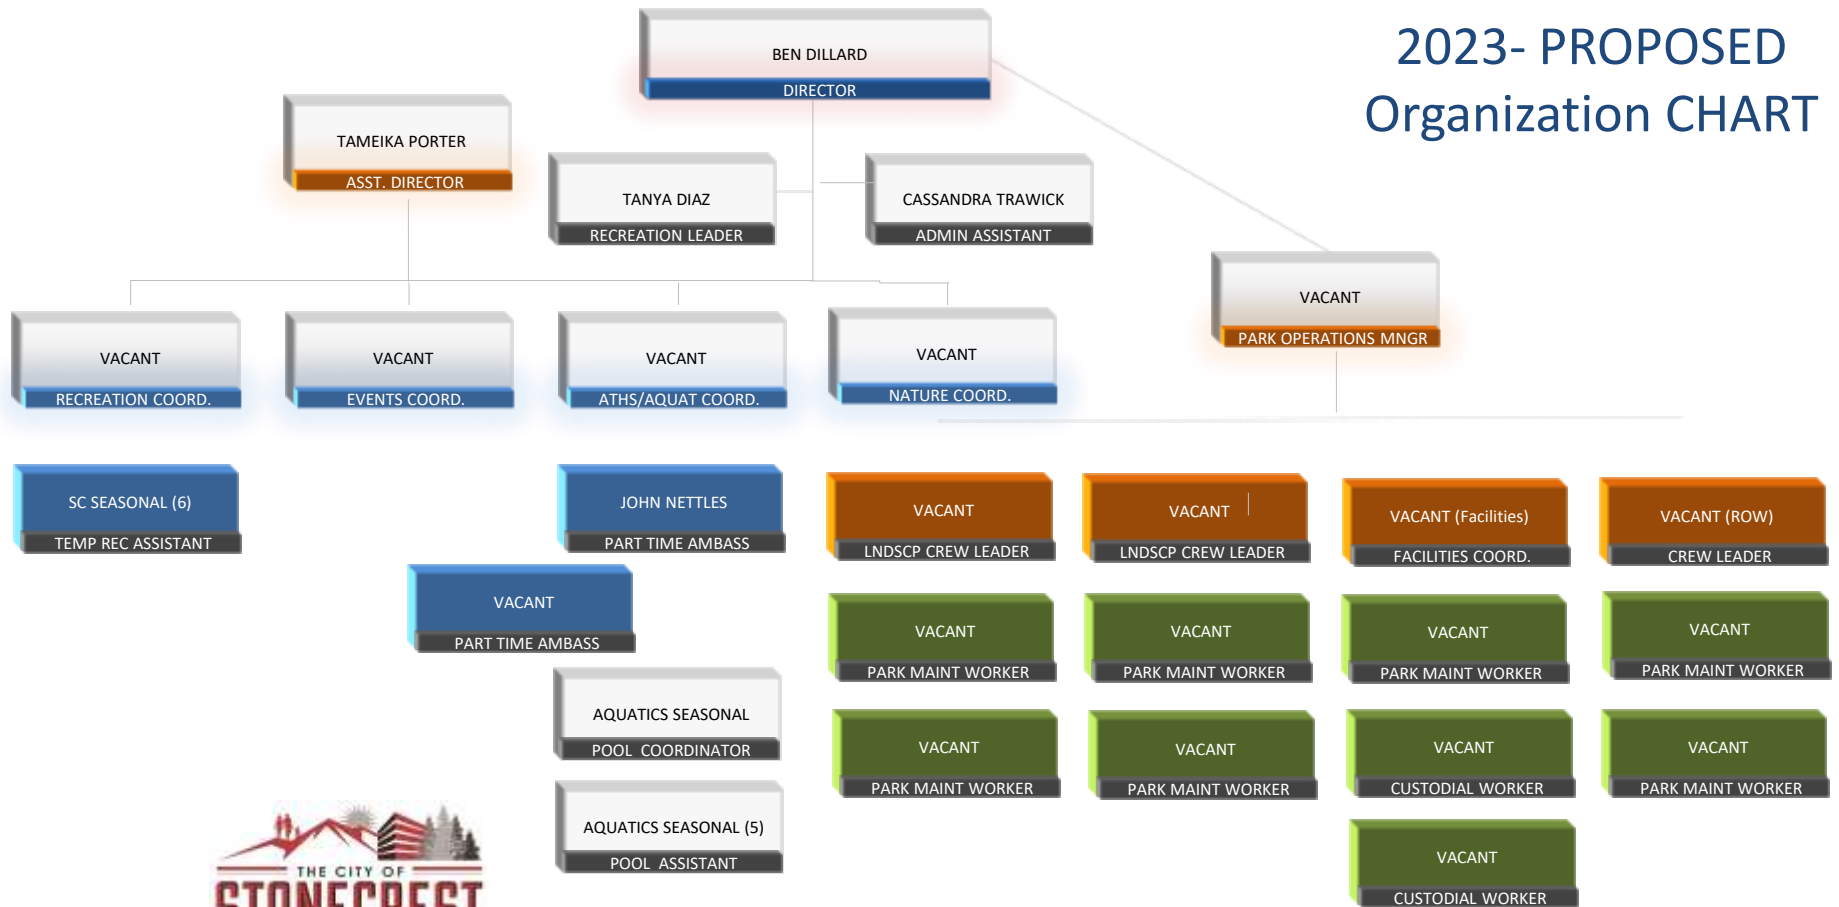 2023- PROPOSED
Organization CHART
BEN DILLARD
DIRECTOR
TAMEIKA PORTER
ASST. DIRECTOR
TANYA DIAZ
RECREATION LEADER
CASSANDRA TRAWICK
ADMIN ASSISTANT
VACANT
PARK OPERATIONS MNGR
VACANT
RECREATION COORD.
VACANT
EVENTS COORD.
VACANT
ATHS/AQUAT COORD.
VACANT
NATURE COORD.
SC SEASONAL (6)
TEMP REC ASSISTANT
JOHN NETTLES
PART TIME AMBASS
VACANT
PART TIME AMBASS
AQUATICS SEASONAL
POOL  COORDINATOR
AQUATICS SEASONAL (5)
POOL  ASSISTANT
VACANT
LNDSCP CREW LEADER
VACANT
LNDSCP CREW LEADER
VACANT (Facilities)
FACILITIES COORD.
VACANT (ROW)
CREW LEADER
VACANT
PARK MAINT WORKER
VACANT
PARK MAINT WORKER
VACANT
PARK MAINT WORKER
VACANT
PARK MAINT WORKER
VACANT
PARK MAINT WORKER
VACANT
PARK MAINT WORKER
VACANT
CUSTODIAL WORKER
VACANT
PARK MAINT WORKER
VACANT
CUSTODIAL WORKER
THE CITY OF
STONECREST